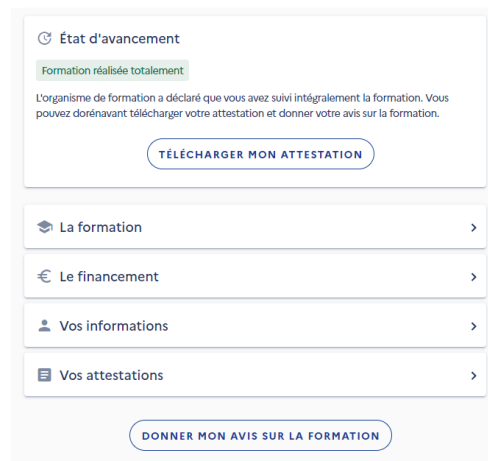 État d'avancement
Formation réalisée totalement
L'organisme de formation a déclaré que vous avez suivi intégralement la formation. Vous
pouvez dorénavant télécharger votre attestation et donner votre avis sur la formation.
TÉLÉCHARGER MON ATTESTATION
La formation
Le financement
Vos informations
Vos attestations
DONNER MON AVIS SUR LA FORMATION